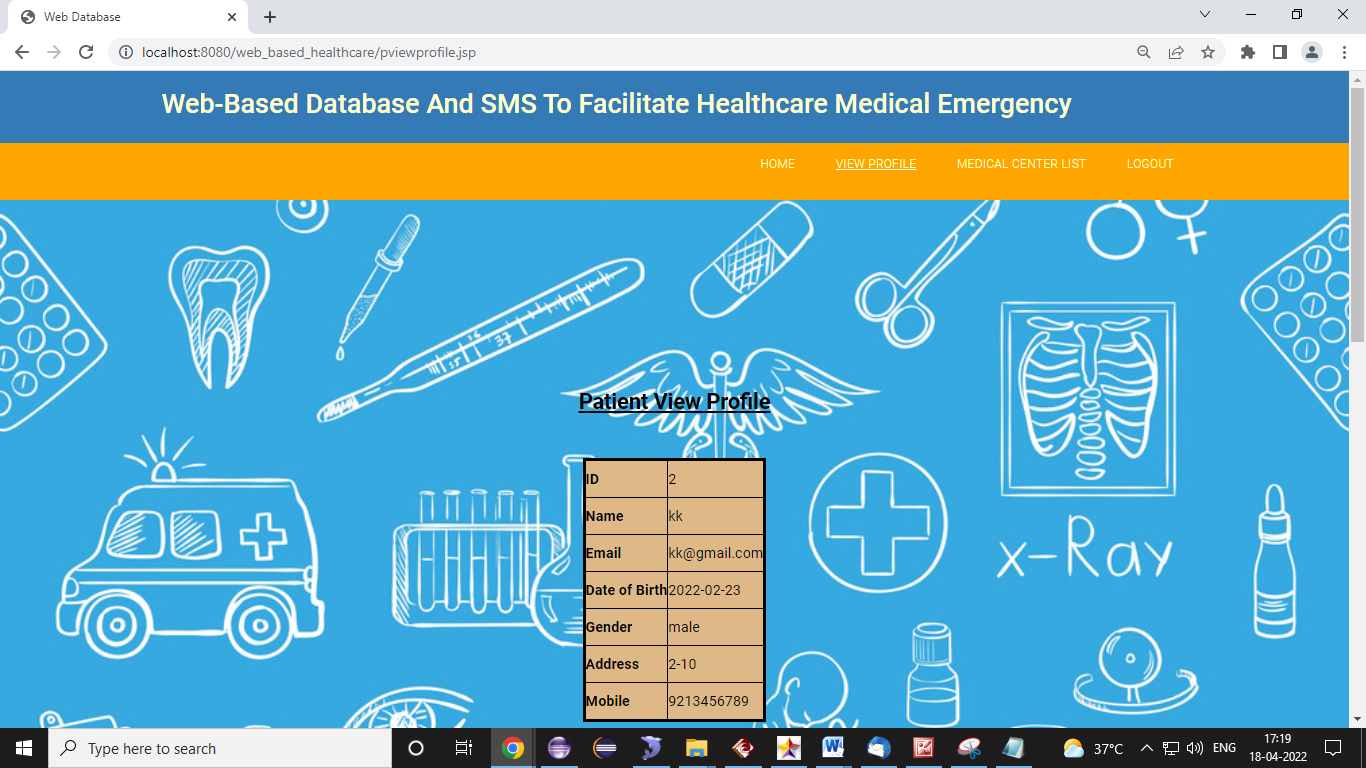 Web Database
localhost:8080/web_based_healthcare/pviewprofile.jsp
Web-Based Database And SMS To Facilitate Healthcare Medical Emergency
HOME VIEW PROFILE MEDICAL CENTER LIST LOGOUT
37
Patient View Profile
ID 2
Name kk
Email kk@gmail.com
Date of Birth 2022-02-23
Gender male
Address 2-10
Mobile 9213456789
x-Ray
Type here to search
37°C
ENG
17:19
18-04-2022